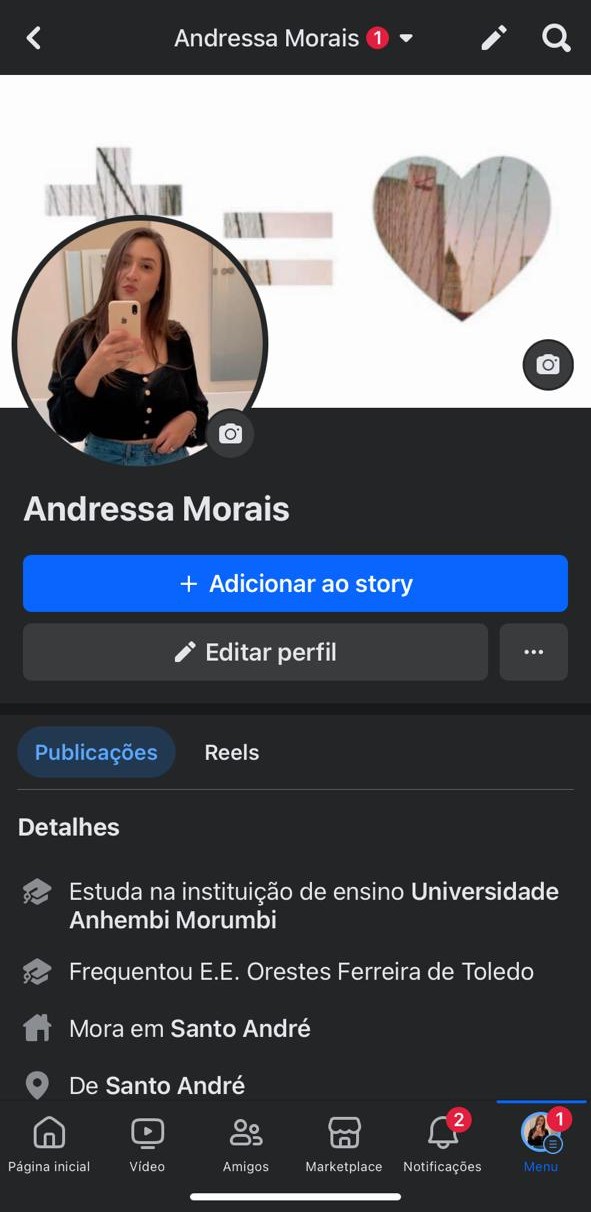 Andressa Morais 1
+ Adicionar ao story
Andressa Morais
Editar perfil
Publicações Reels
Detalhes
Estuda na instituição de ensino Universidade
Anhembi Morumbi
Frequentou E.E. Orestes Ferreira de Toledo
Mora em Santo André
De Santo André
2 1
Página inicial Vídeo Amigos Marketplace Notificações Menu